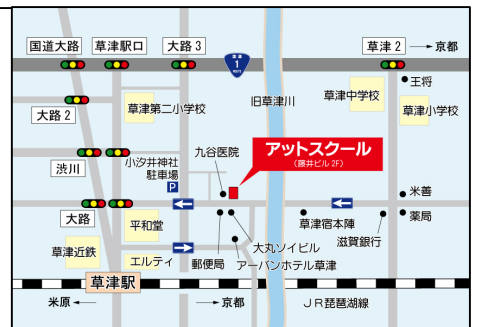 国道大路 草津駅口 大路3 国道 1 草津2 → 京都
王将
大路2 草津第二小学校 旧草津川 草津中学校 草津小学校
渋川 小汐井神社
駐車場 P
九谷医院 アットスクール
(藤井ビル2F)
米善
大路 平和堂 草津宿本陣 滋賀銀行 薬局
草津近鉄 エルティ 郵便局 大丸ソイビル
アーバンホテル草津
草津駅
米原 ← → 京都 JR琵琶湖線